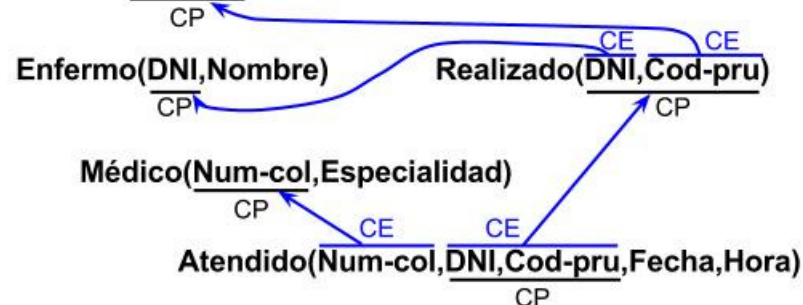 CP
CE CE
Enfermo(DNI,Nombre) Realizado(DNI,Cod-pru)
CP CP
Médico(Num-col,Especialidad)
CP
CE CE
Atendido(Num-col,DNI,Cod-pru,Fecha,Hora)
CP